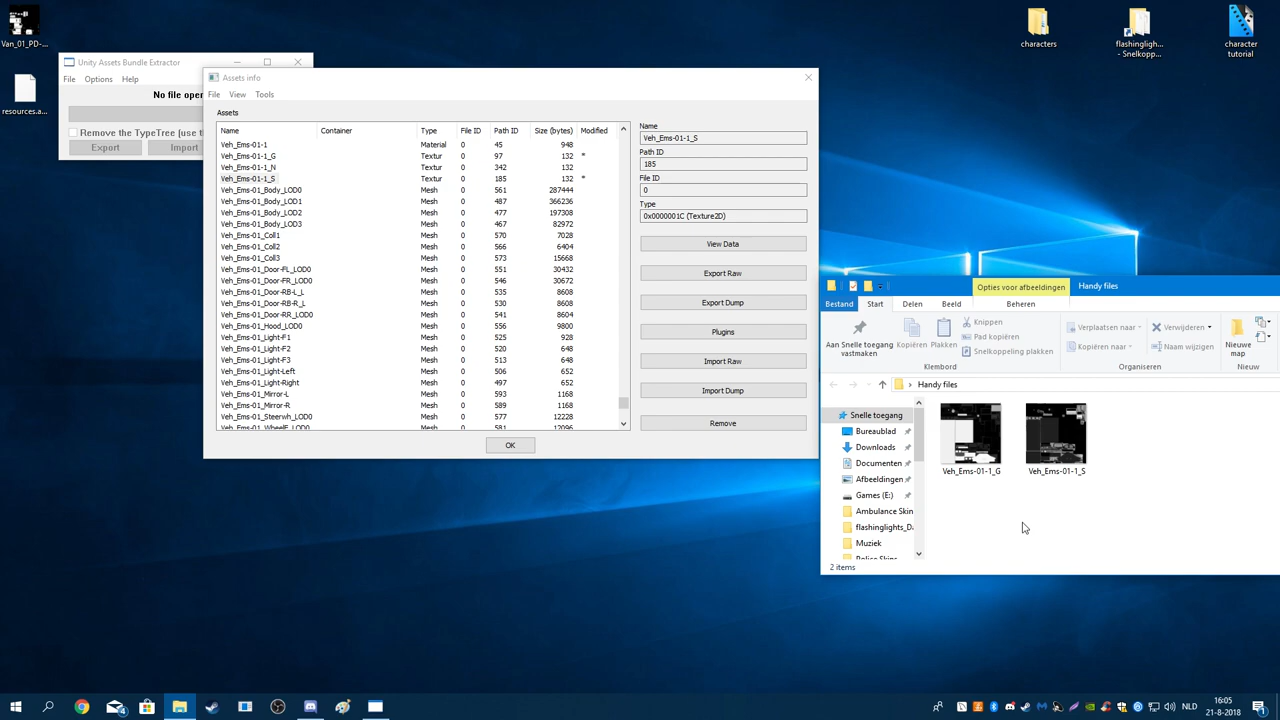 Van_01_PD-...
resources.a...
characters
flashingligh...
- Snelkopp...
character
tutorial
Unity Assets Bundle Extractor
File Options Help
No file oper
Remove the TypeTree (use t
Export Import
Assets info
File View Tools
Assets
Name Container Type File ID Path ID Size (bytes) Modified
Veh_Ems-01-1 Material 0 45 948
Veh_Ems-01-1_G Textur 0 97 132 *
Veh_Ems-01-1_N Textur 0 342 132
Veh_Ems-01-1_S Textur 0 185 132 *
Veh_Ems-01_Body_LOD0 Mesh 0 561 287444
Veh_Ems-01_Body_LOD1 Mesh 0 487 366236
Veh_Ems-01_Body_LOD2 Mesh 0 477 197308
Veh_Ems-01_Body_LOD3 Mesh 0 467 82972
Veh_Ems-01_Coll1 Mesh 0 570 7028
Veh_Ems-01_Coll2 Mesh 0 566 6404
Veh_Ems-01_Coll3 Mesh 0 573 15668
Veh_Ems-01_Door-FL_LOD0 Mesh 0 551 30432
Veh_Ems-01_Door-FR_LOD0 Mesh 0 546 30672
Veh_Ems-01_Door-RB-L_L Mesh 0 535 8608
Veh_Ems-01_Door-RB-R_L Mesh 0 530 8608
Veh_Ems-01_Door-RR_LOD0 Mesh 0 541 8604
Veh_Ems-01_Hood_LOD0 Mesh 0 556 9800
Veh_Ems-01_Light-F1 Mesh 0 525 928
Veh_Ems-01_Light-F2 Mesh 0 520 648
Veh_Ems-01_Light-F3 Mesh 0 513 648
Veh_Ems-01_Light-Left Mesh 0 506 652
Veh_Ems-01_Light-Right Mesh 0 497 652
Veh_Ems-01_Mirror-L Mesh 0 593 1168
Veh_Ems-01_Mirror-R Mesh 0 589 1168
Veh_Ems-01_Steerwh_LOD0 Mesh 0 577 12228
Veh_Ems-01_WheelF_LOD0 Mesh 0 581 12096
OK
Name
Veh_Ems-01-1_S
Path ID
185
File ID
0
Type
0x0000001C (Texture2D)
View Data
Export Raw
Export Dump
Plugins
Import Raw
Import Dump
Remove
Opties voor afbeeldingen Handy files
Bestand Start Delen Beeld Beheren
Aan Snelle toegang
vastmaken
Kopiëren
Plakken
Knippen
Pad kopiëren
Snelkoppeling plakken
Klembord
Verplaatsen naar
Kopiëren naar
Verwijderen
Naam wijzigen
Organiseren
Nieuwe
map
Nieuw
Handy files
Snelle toegang
Bureaublad
Downloads
Documenten
Afbeeldingen
Games (E:)
Ambulance Skin
flashinglights_D
Muziek
Police Skins
Veh_Ems-01-1_G
Veh_Ems-01-1_S
2 items
4
NLD
16:05
21-8-2018
1